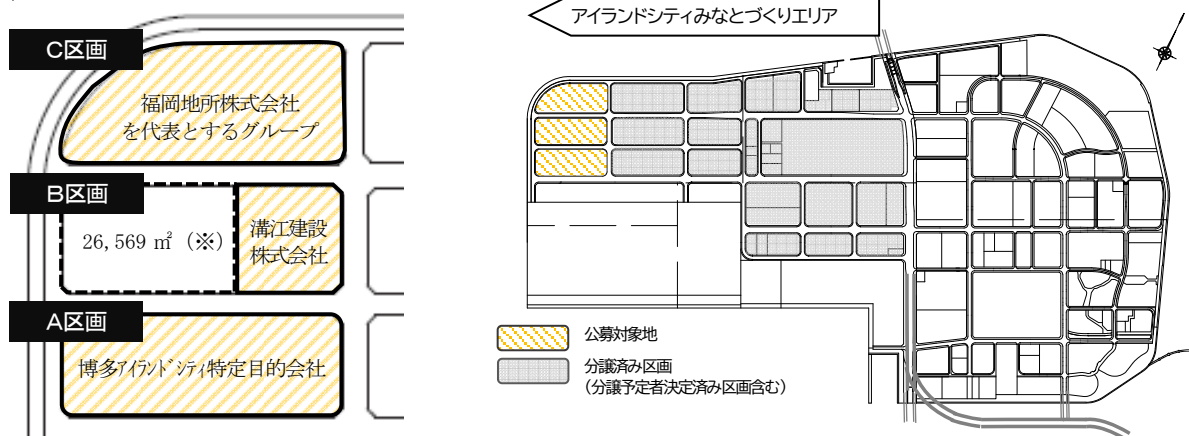 C区画
福岡地所株式会社
を代表とするグループ
B区画
26,569 ㎡ (※)
溝江建設
株式会社
A区画
博多ｱｲﾗﾝﾄﾞｼﾃｨ特定目的会社
アイランドシティみなとづくりエリア
公募対象地
分譲済み区画
（分譲予定者決定済み区画含む）